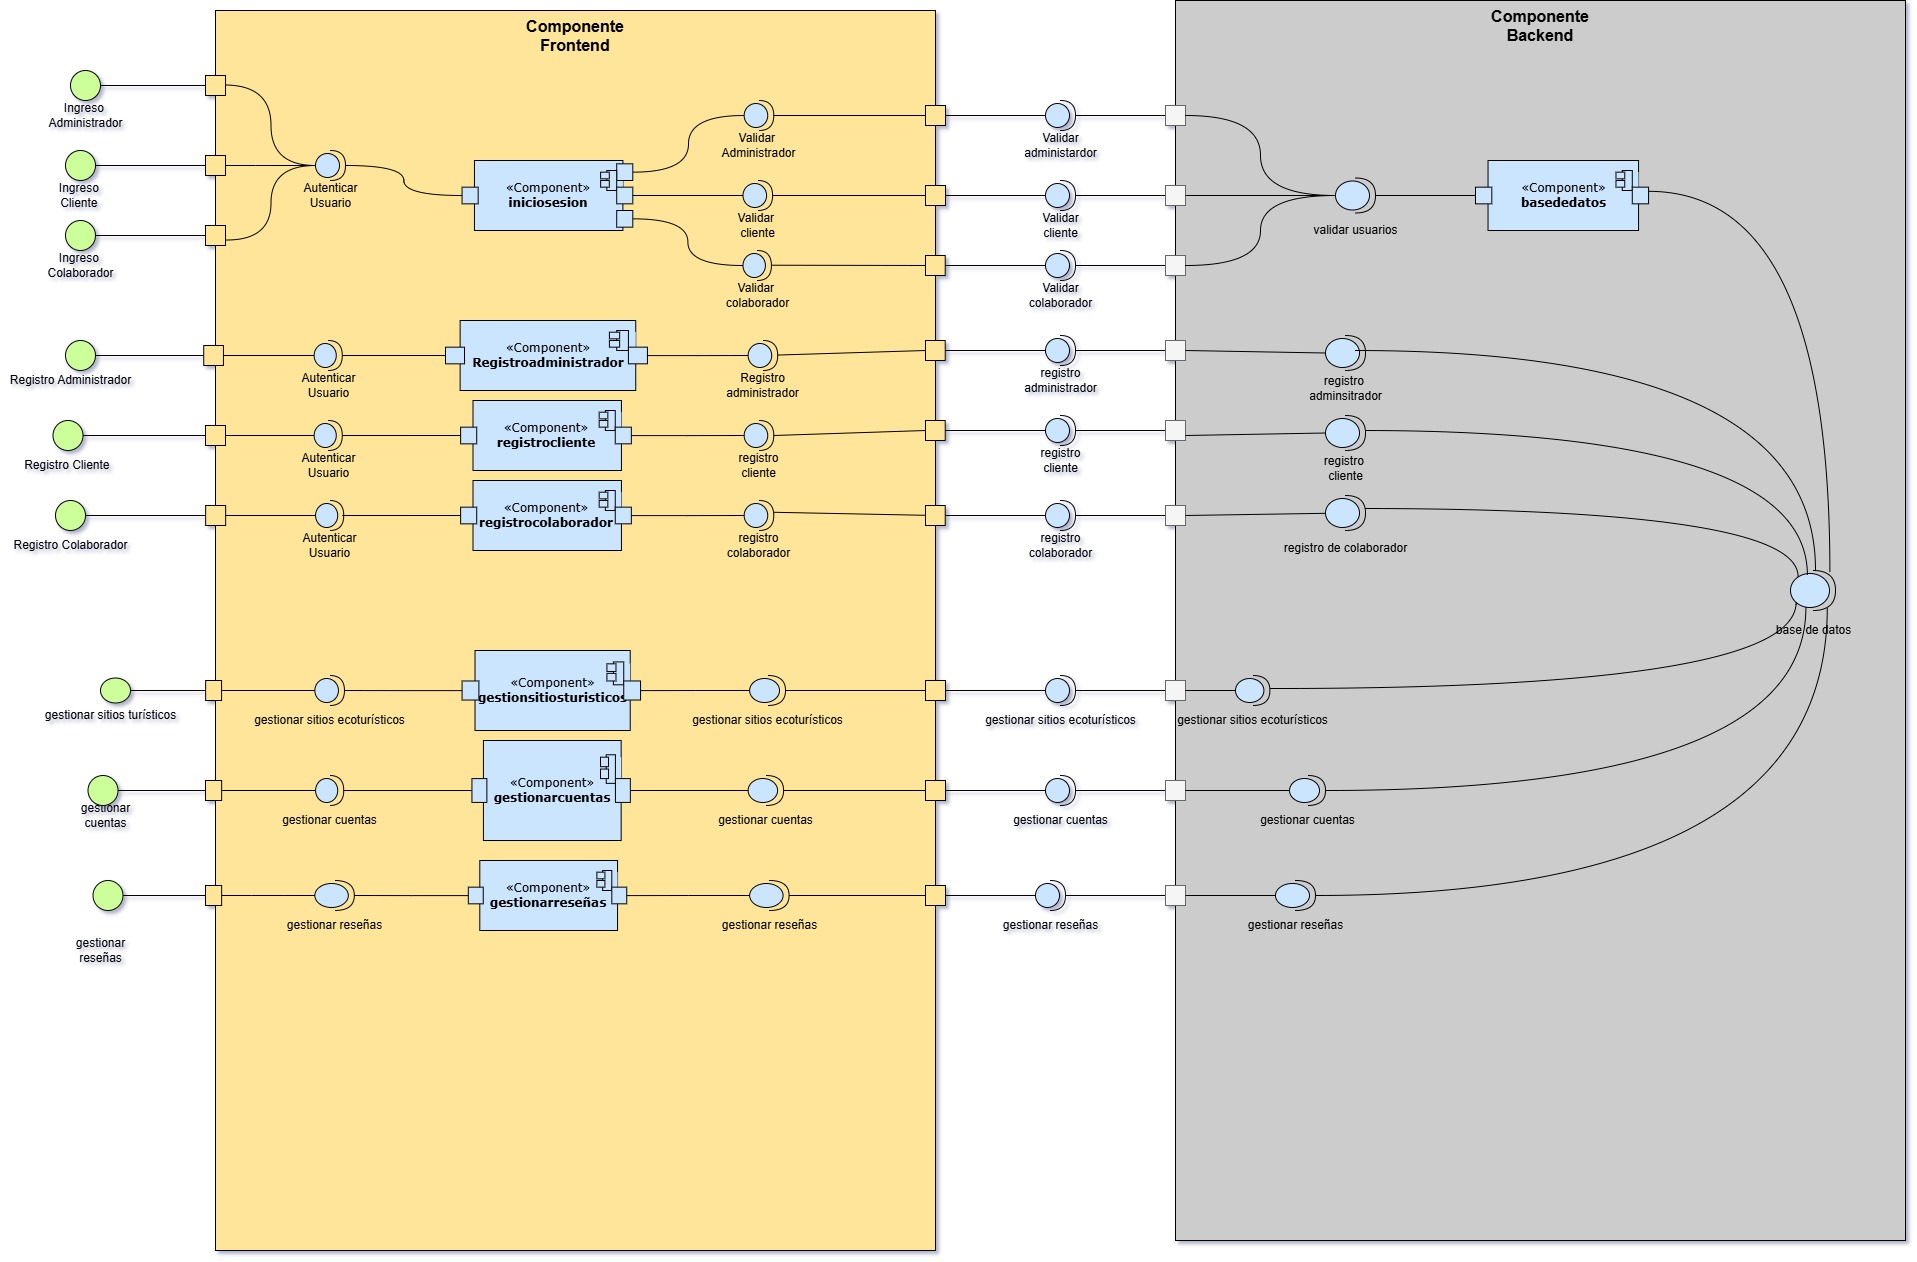 Componente
Frontend
Componente
Backend
Ingreso
Administrador
Ingreso
Cliente
Ingreso
Colaborador
Autenticar
Usuario
«Component»
iniciosesion
Validar
Administrador
Validar
cliente
Validar
colaborador
Validar
administardor
Validar
cliente
Validar
colaborador
validar usuarios
«Component»
basededatos
Registro Administrador
Autenticar
Usuario
«Component»
Registroadministrador
Registro
administrador
registro
administrador
registro
adminsitrador
Registro Cliente
Autenticar
Usuario
«Component»
registrocliente
registro
cliente
registro
cliente
registro
cliente
Registro Colaborador
Autenticar
Usuario
«Component»
registrocolaborador
registro
colaborador
registro
colaborador
registro de colaborador
base de datos
gestionar sitios turísticos
gestionar sitios ecoturísticos
«Component»
gestionsitiosturisticos
gestionar sitios ecoturísticos
gestionar sitios ecoturísticos
gestionar sitios ecoturísticos
gestionar
cuentas
gestionar cuentas
«Component»
gestionarcuentas
gestionar cuentas
gestionar cuentas
gestionar cuentas
gestionar
reseñas
gestionar reseñas
«Component»
gestionarreseñas
gestionar reseñas
gestionar reseñas
gestionar reseñas